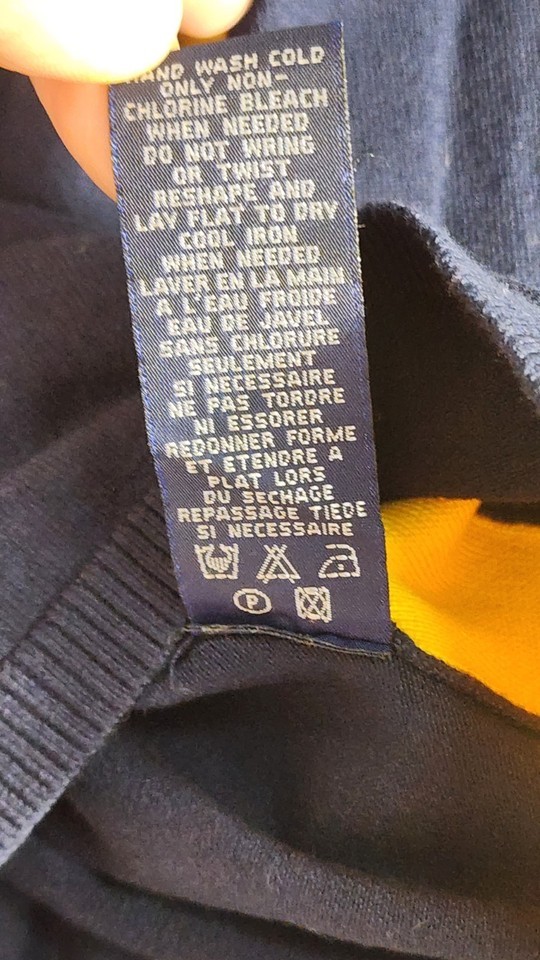 HAND WASH COLD
ONLY NON-
CHLORINE BLEACH
WHEN NEEDED
DO NOT WRING
OR TWIST
RESHAPE AND
LAY FLAT TO DRY
COOL IRON
WHEN NEEDED
LAVER EN LA MAIN
A L'EAU FROIDE
EAU DE JAVEL
SANS CHLORURE
SEULEMENT
SI NECESSAIRE
NE PAS TORDRE
NI ESSORER
REDONNER FORME
ET ETENDRE A
PLAT LORS
DU SECHAGE
REPASSAGE TIEDE
SI NECESSAIRE
P